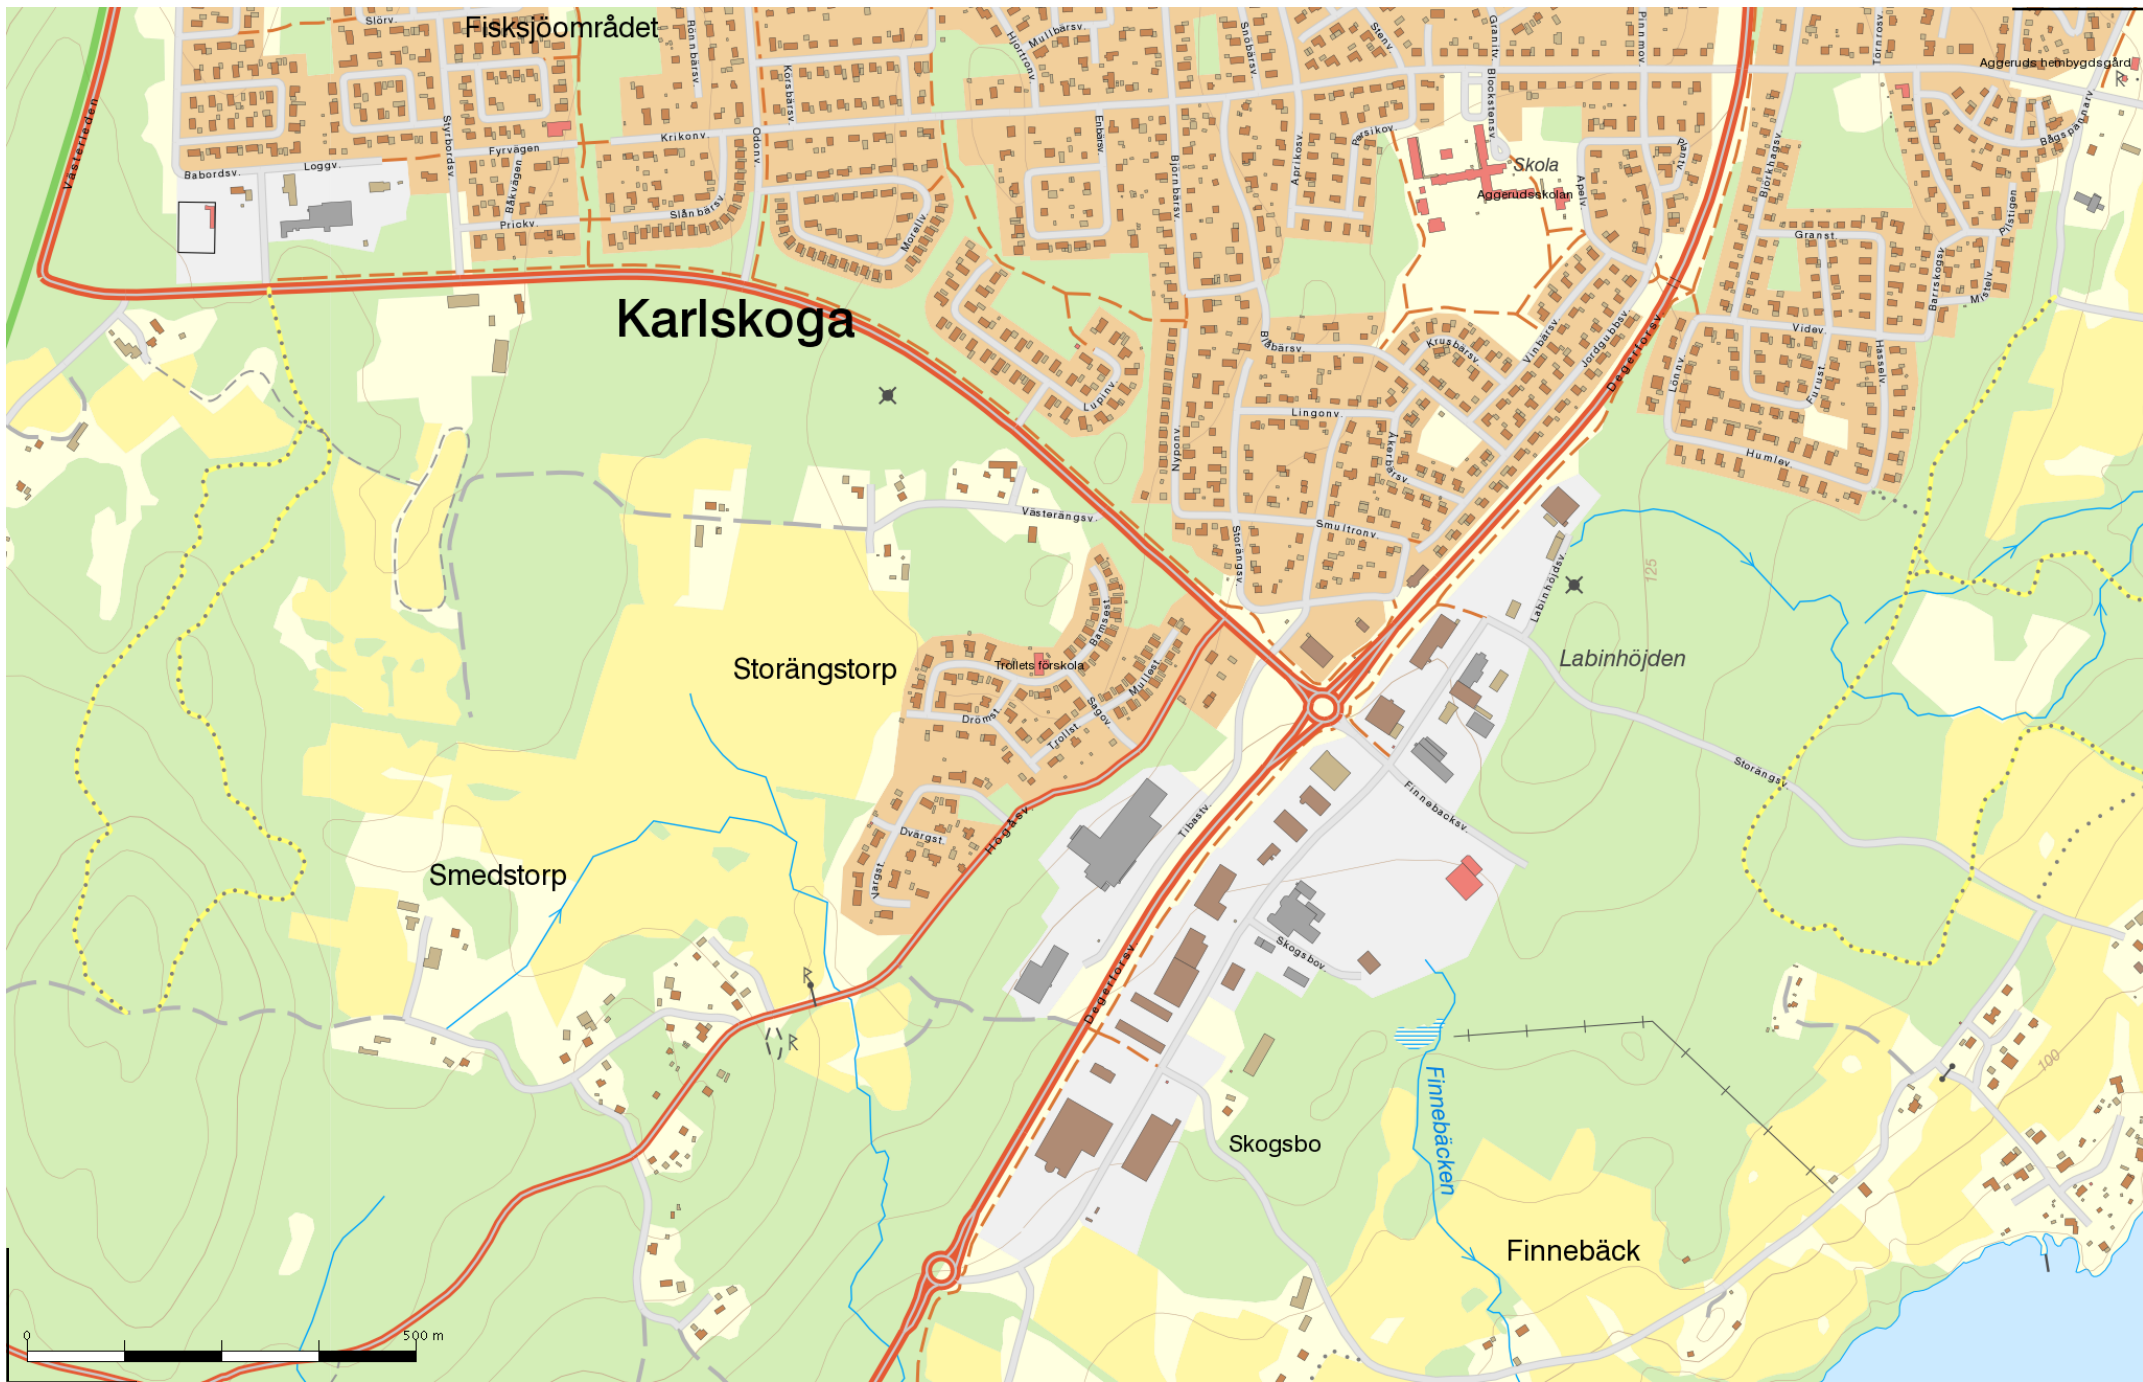 Slörv.
Fisksjöområdet
Rönnbärsv.
Hjortronv.
Mullbärsv.
Snöbärsv.
Stenv.
Granitv.
Pinnmov.
Törnrosv.
Aggeruds hembygdsgård
Västerleden
Styrbordsv.
Körsbärsv.
Blockstensv.
Krikonv.
Odonv.
Enbärsv.
Persikov.
Bågspännarv.
Fyrvägen
Loggv.
Babordsv.
Båkvägen
Börnbärsv.
Aprikosv.
Skola
Aggerudsskolan
Apelv.
Björkhagsv.
Pilstigen
Slånbärsv.
Prickv.
Morellv.
Granst.
Barrskogsv.
Mistelv.
Karlskoga
Blåbärsv.
Krusbärsv.
Vinbärsv.
Jordgubbsv.
Degerforsv.
Videv.
Hasselv.
Lönnv.
Furust.
Lupinv.
Lingonv.
Nyponv.
Åkerbärsv.
Humlev.
Västerängsv.
Smultronv.
Storängsv.
Labinhöjdsv.
125
Bamsest.
Labinhöjden
Storängstorp
Trollets förskola
Mullest.
Drömst.
Sagov.
Trollst.
Storängsv.
Finnebäcksv.
Högåsv.
Tibastv.
Dvärgst.
Vargst.
Smedstorp
Skogsbov.
Degerforsv.
R
R
R
100
Finnebäcken
Skogsbo
Finnebäck
0
500 m